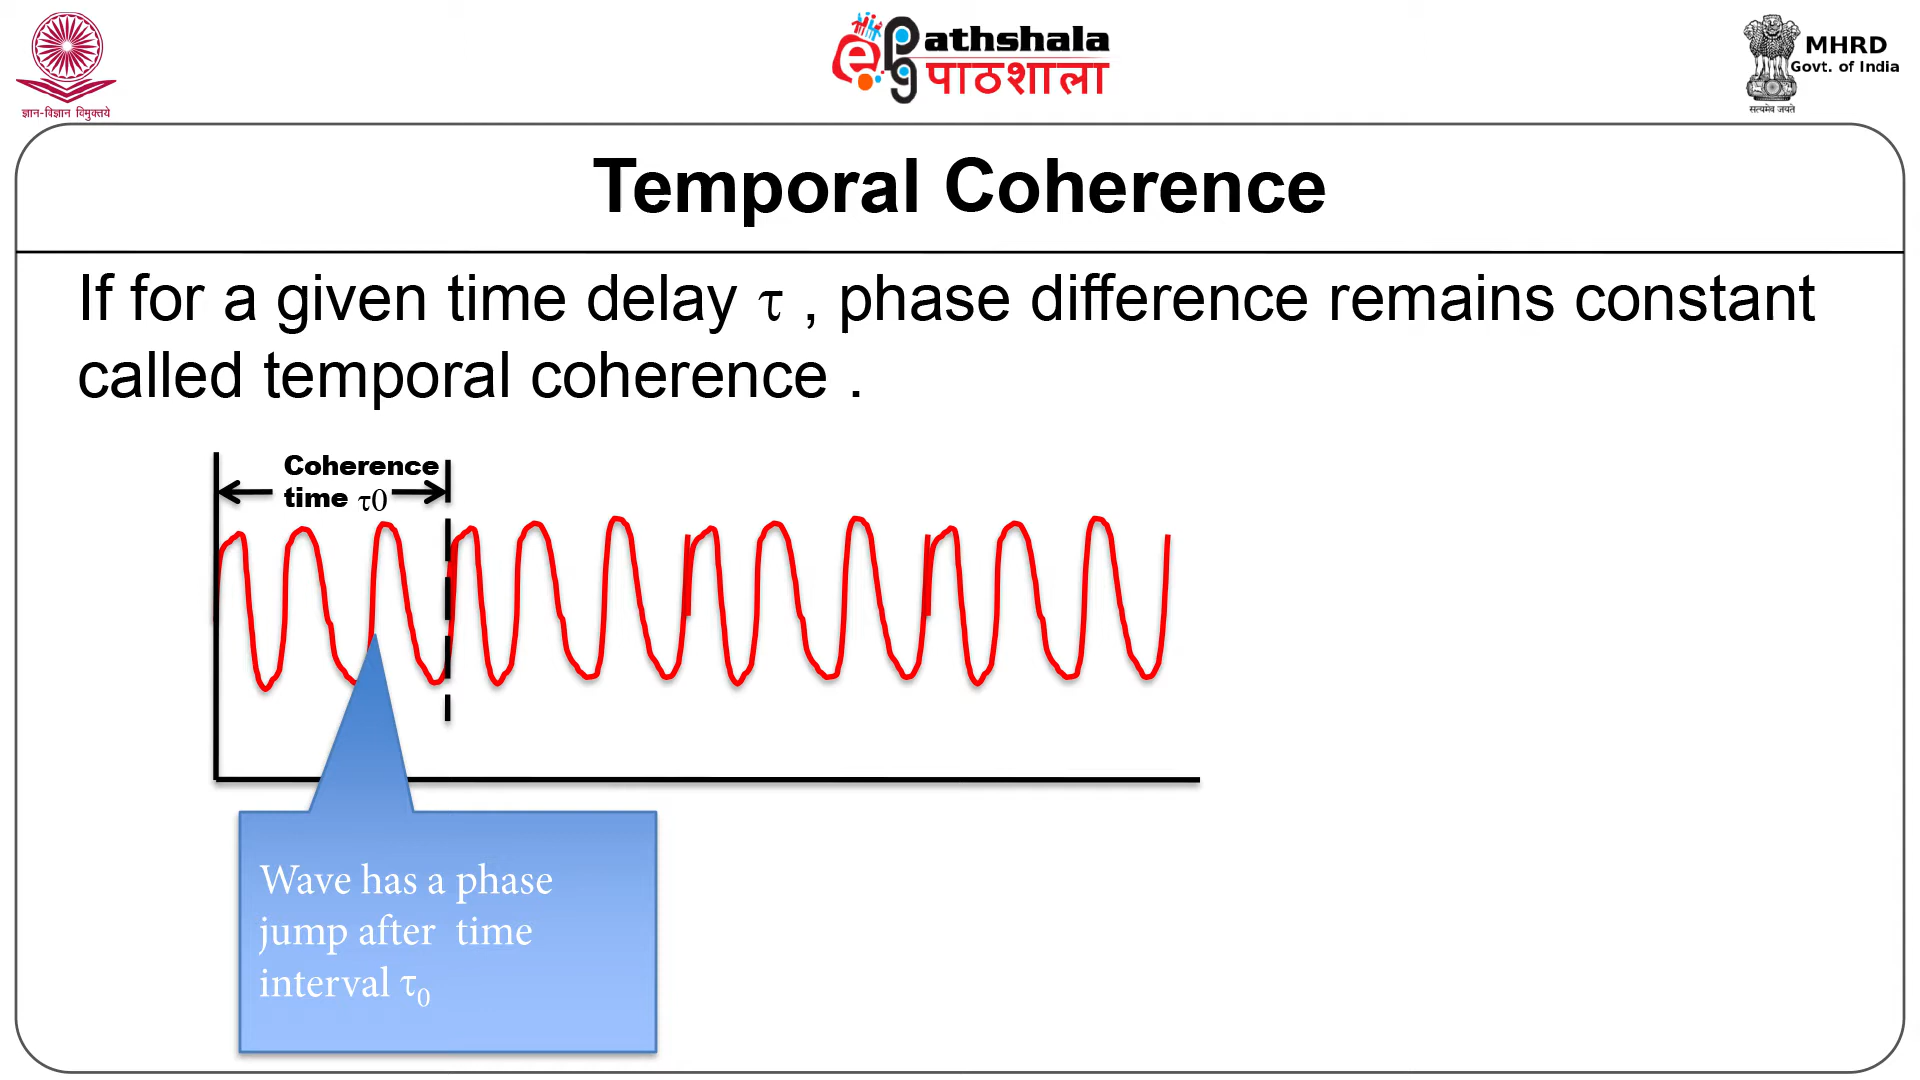 ज्ञान-विज्ञान विमुक्तये
e
pg
athshala
पाठशाला
MHRD
Govt. of India
सत्यमेव जयते
Temporal Coherence
If for a given time delay τ , phase difference remains constant
called temporal coherence .
Coherence
time τ0
Wave has a phase
jump after  time
interval τ₀